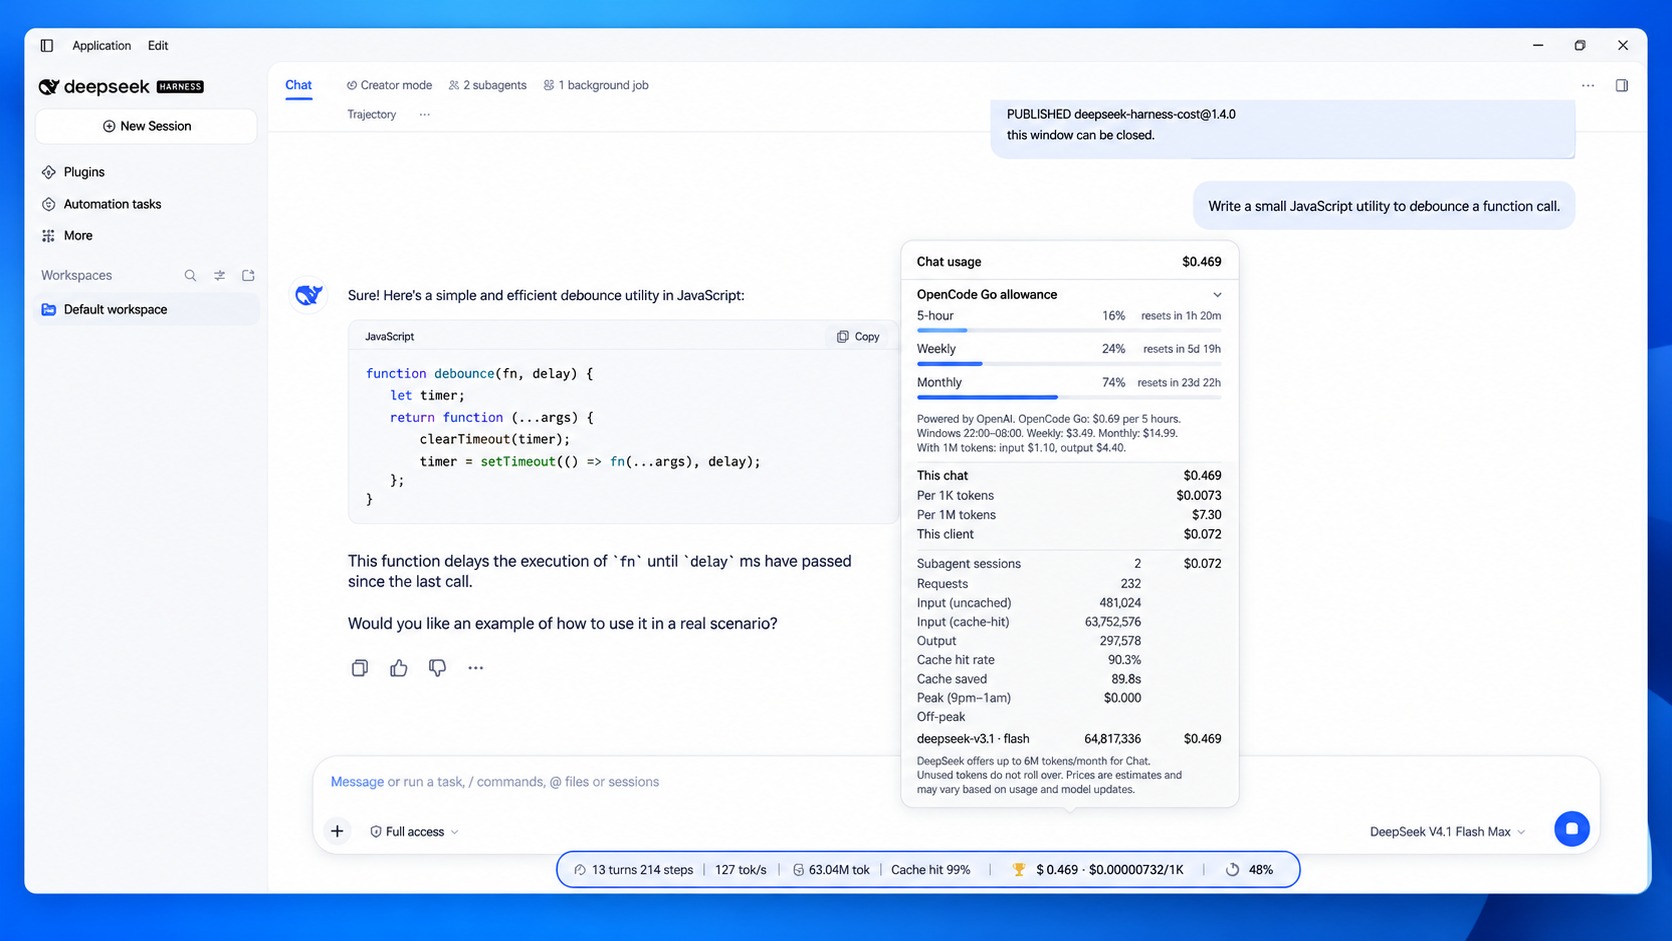 Application Edit
deepseek HARNESS
New Session
Plugins
Automation tasks
More
Workspaces
Default workspace
Chat Creator mode 2 subagents 1 background job
Trajectory ...
PUBLISHED deepseek-harness-cost@1.4.0
this window can be closed.
Write a small JavaScript utility to debounce a function call.
Sure! Here's a simple and efficient debounce utility in JavaScript:
JavaScript Copy
function debounce(fn, delay) {
let timer;
return function (...args) {
clearTimeout(timer);
timer = setTimeout(() => fn(...args), delay);
};
}
This function delays the execution of `fn` until `delay` ms have passed
since the last call.
Would you like an example of how to use it in a real scenario?
Chat usage $0.469
OpenCode Go allowance
5-hour 16% resets in 1h 20m
Weekly 24% resets in 5d 19h
Monthly 74% resets in 23d 22h
Powered by OpenAI. OpenCode Go: $0.69 per 5 hours.
Windows 22:00–08:00. Weekly: $3.49. Monthly: $14.99.
With 1M tokens: input $1.10, output $4.40.
This chat $0.469
Per 1K tokens $0.0073
Per 1M tokens $7.30
This client $0.072
Subagent sessions 2 $0.072
Requests 232
Input (uncached) 481,024
Input (cache-hit) 63,752,576
Output 297,578
Cache hit rate 90.3%
Cache saved 89.8s
Peak (9pm–1am) $0.000
Off-peak
deepseek-v3.1 · flash 64,817,336 $0.469
DeepSeek offers up to 6M tokens/month for Chat.
Unused tokens do not roll over. Prices are estimates and
may vary based on usage and model updates.
Message or run a task, / commands, @ files or sessions
Full access
DeepSeek V4.1 Flash Max
13 turns 214 steps | 127 tok/s | 63.04M tok | Cache hit 99% | $ 0.469 · $0.00000732/1K | 48%